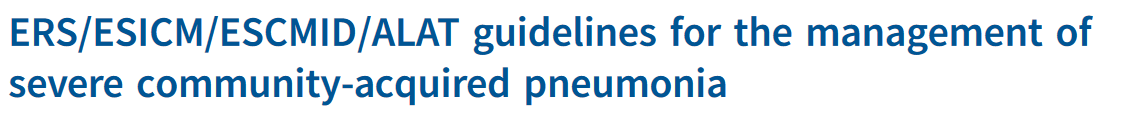 ERS/ESICM/ESCMID/ALAT guidelines for the management of
severe community-acquired pneumonia